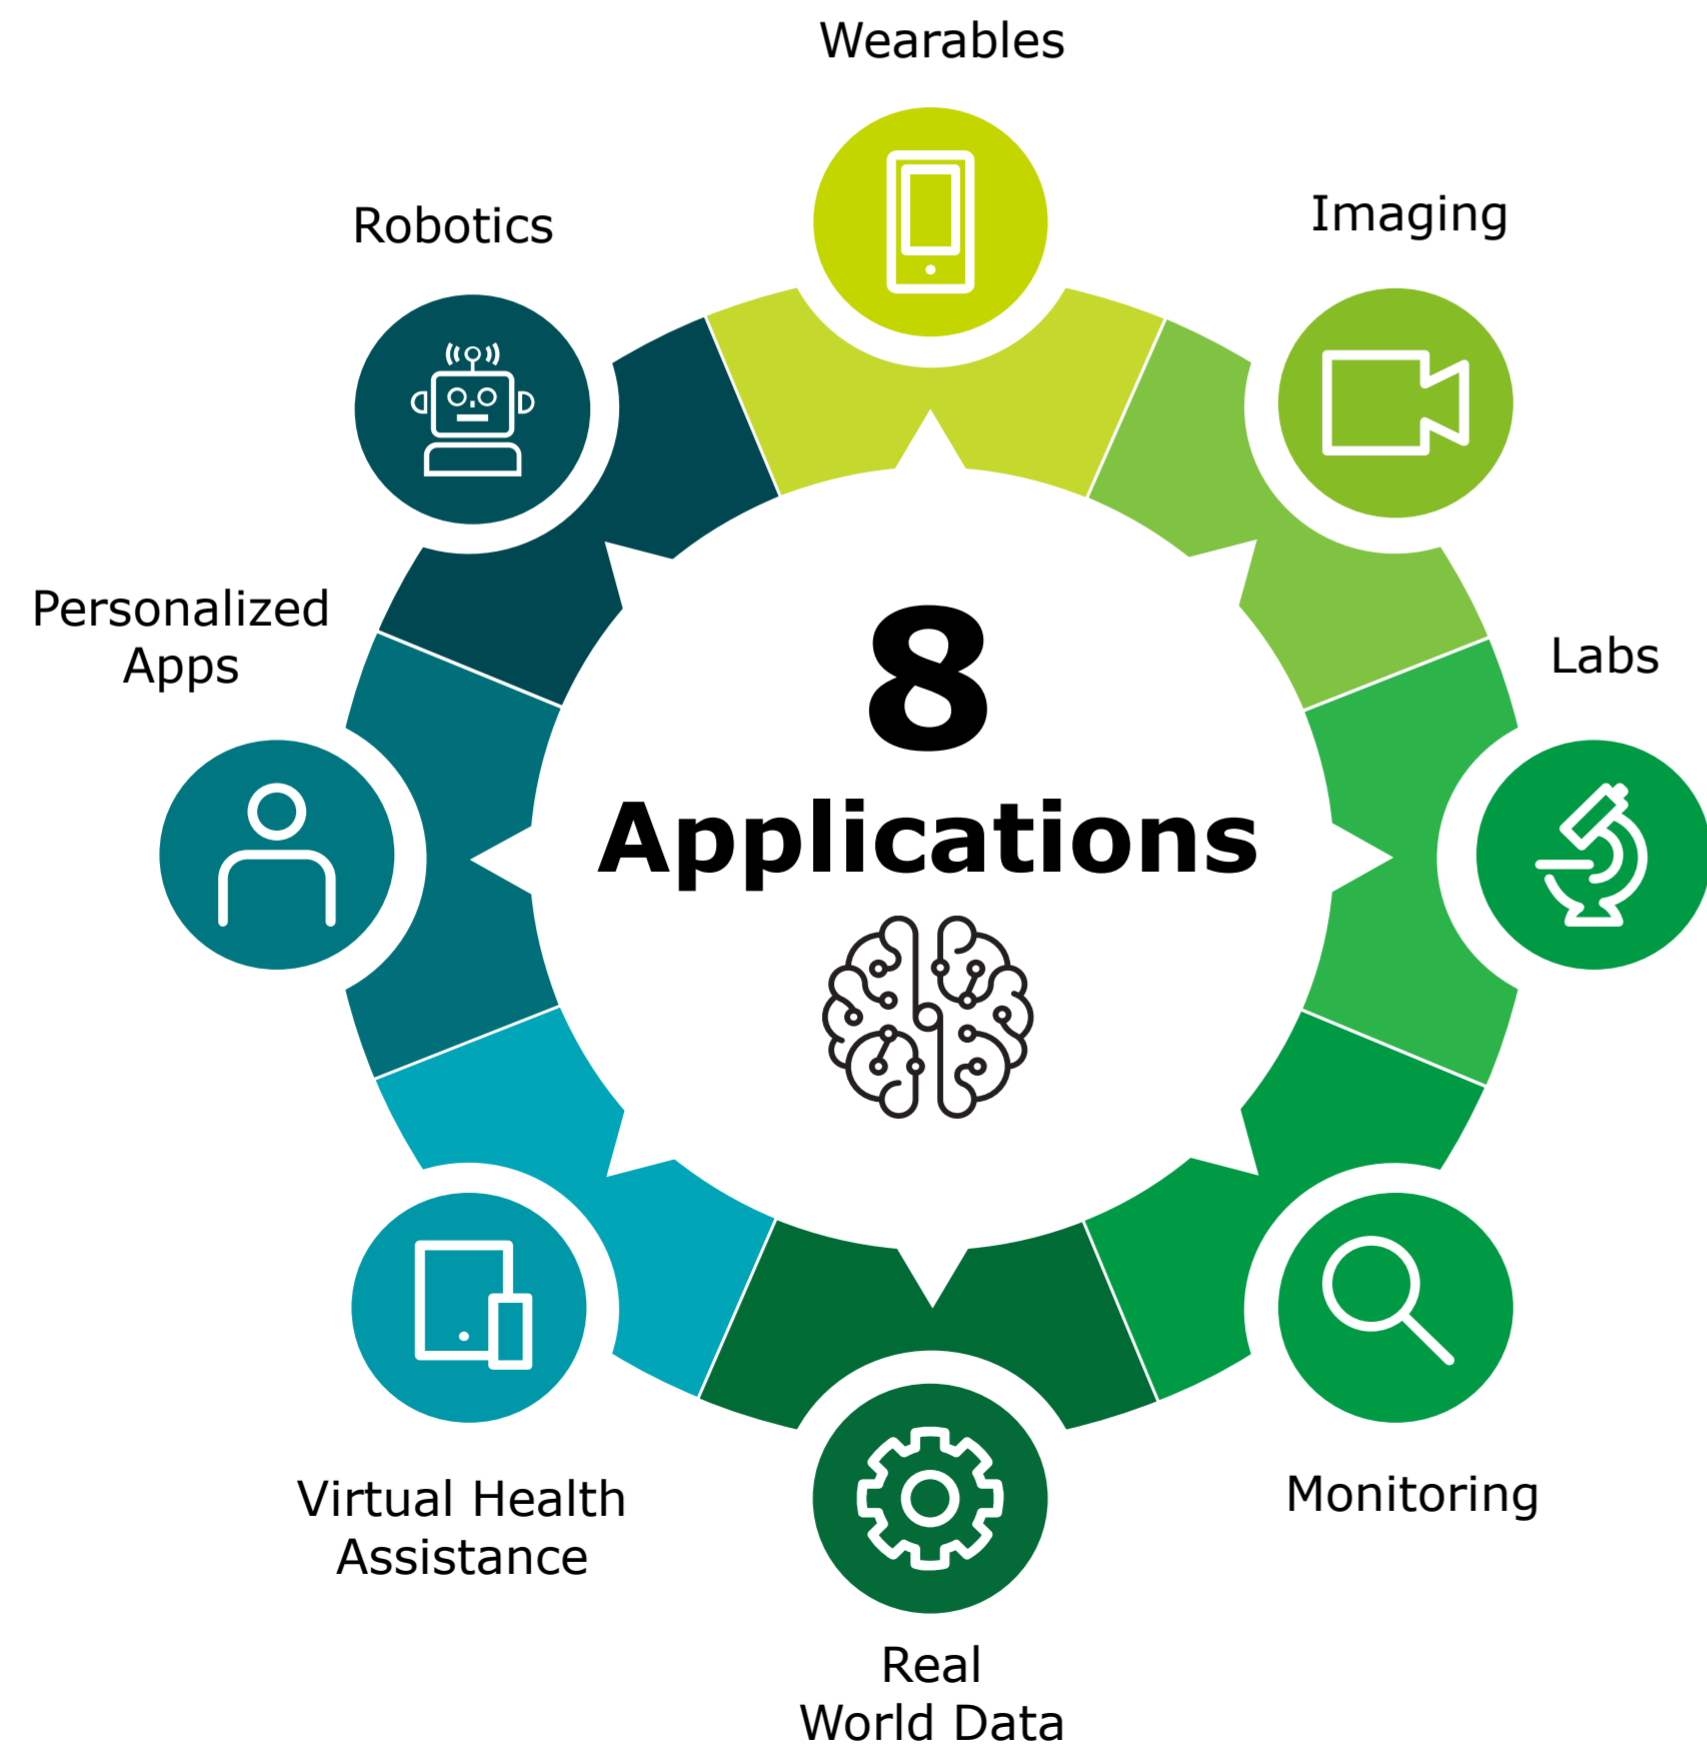 Wearables
Imaging
Robotics
Personalized
Apps
Labs
8
Applications
Virtual Health
Assistance
Monitoring
Real
World Data